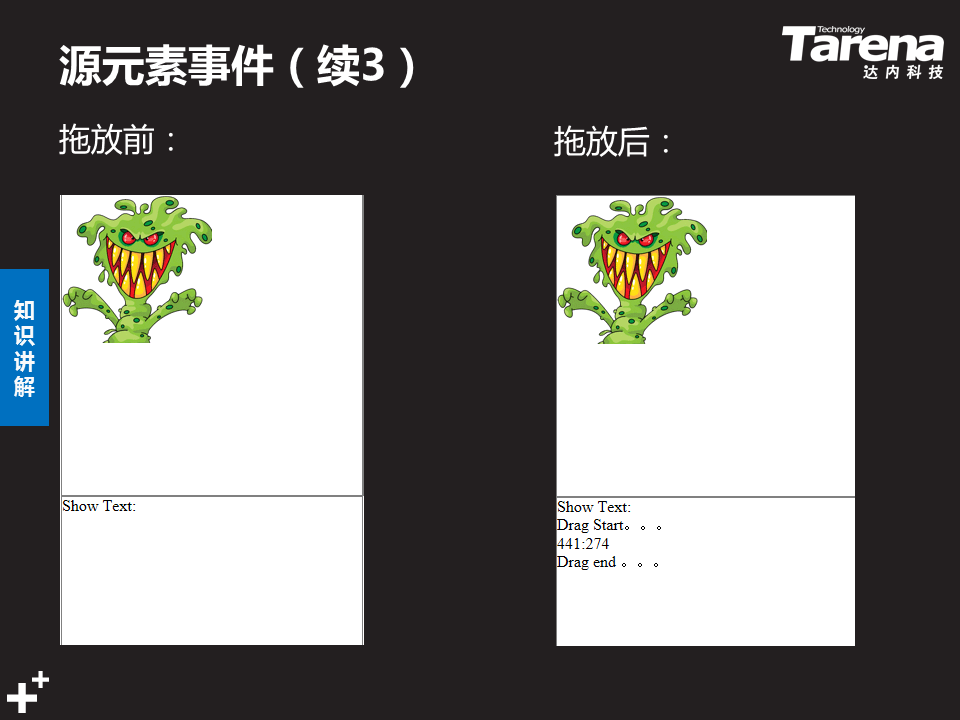 源元素事件（续3）
Technology
Tarena
达内科技
拖放前：
拖放后：
知识讲解
Show Text:
Show Text:
Drag Start。。。
441:274
Drag end 。。。